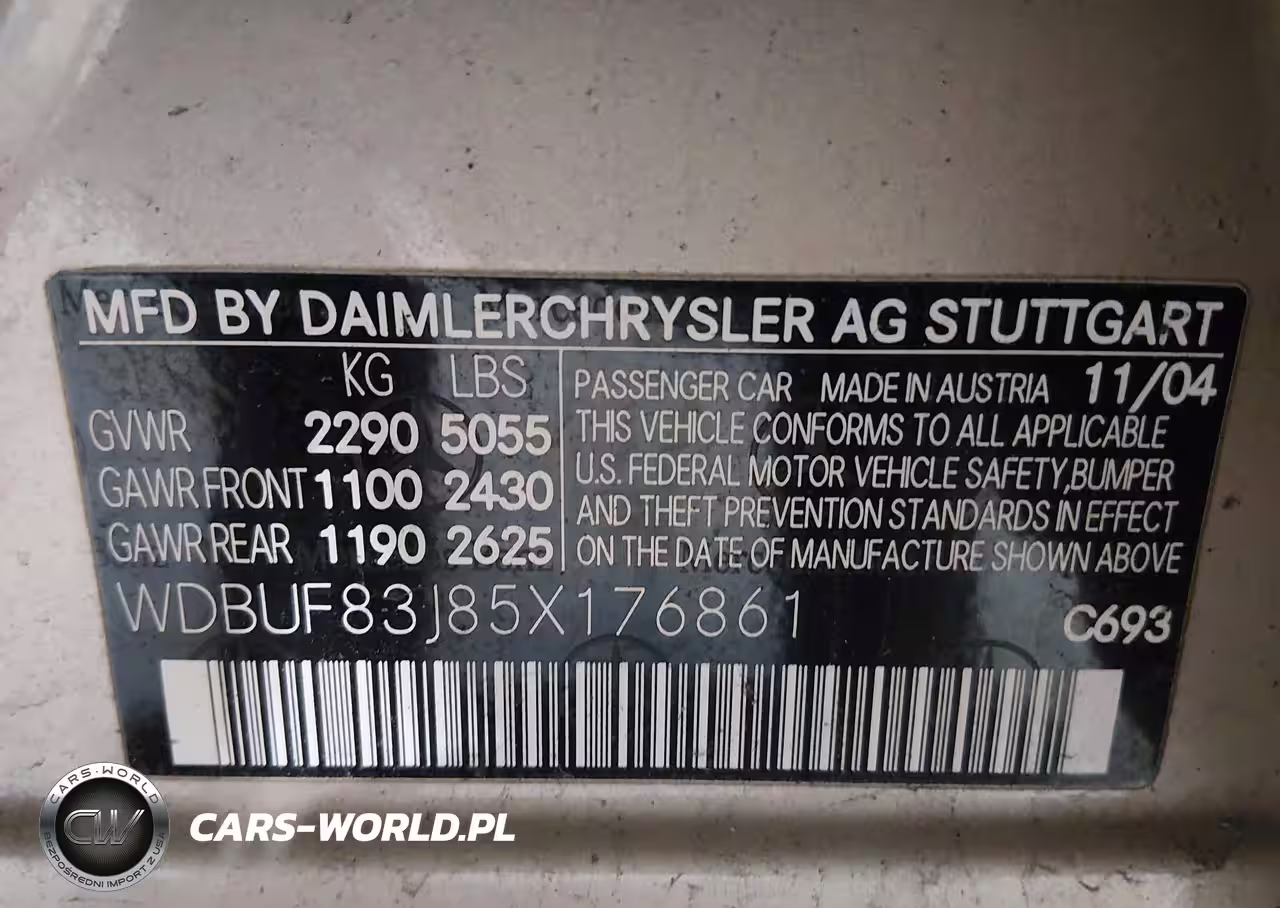 MFD BY DAIMLERCHRYSLER AG STUTTGART
KG LBS
GVWR 2290 5055
GAWR FRONT 1100 2430
GAWR REAR 1190 2625
PASSENGER CAR MADE IN AUSTRIA 11/04
THIS VEHICLE CONFORMS TO ALL APPLICABLE
U.S. FEDERAL MOTOR VEHICLE SAFETY,BUMPER
AND THEFT PREVENTION STANDARDS IN EFFECT
ON THE DATE OF MANUFACTURE SHOWN ABOVE
WDBUF83J85X176861
C693
CARS-WORLD
CW
BEZPOŚREDNI IMPORT Z USA
CARS-WORLD.PL